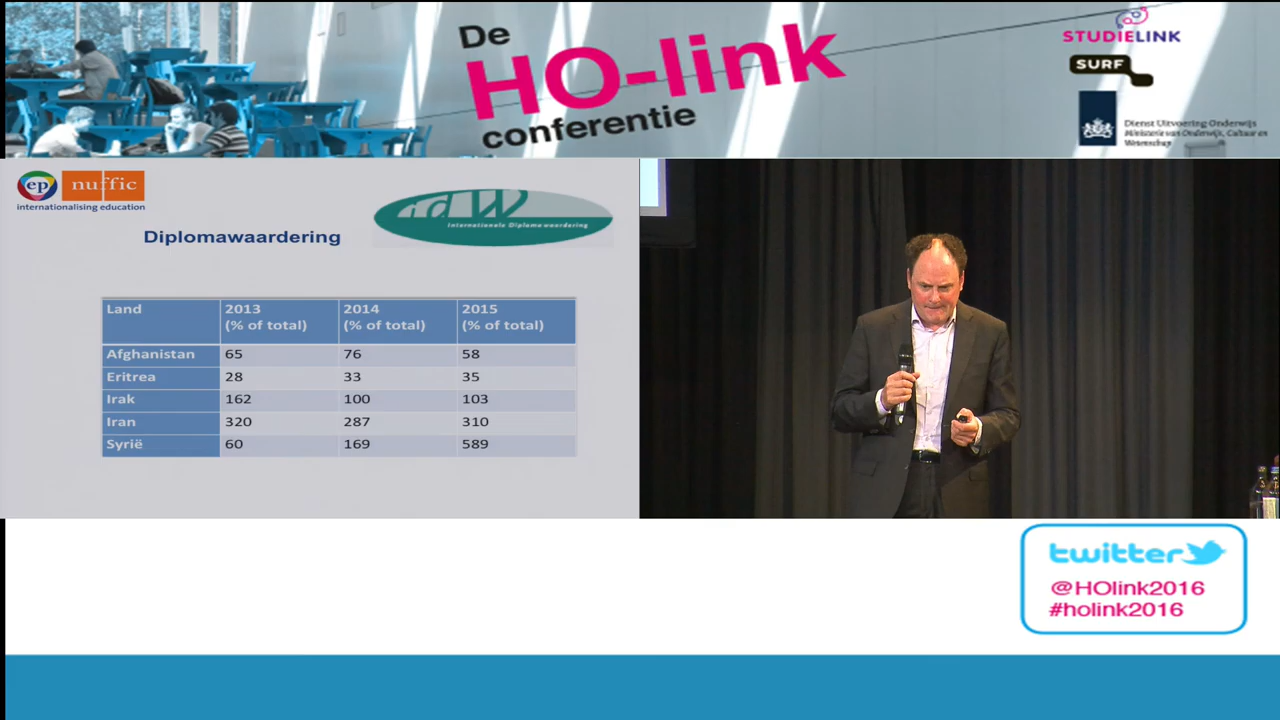 De
HO-link
conferentie
STUDIELINK
SURF
Dienst Uitvoering Onderwijs
Ministerie van Onderwijs, Cultuur en
Wetenschap
ep nuffic
internationalising education
idW
Internationale Diplomawaardering
Diplomawaardering
Land 2013 (% of total) 2014 (% of total) 2015 (% of total)
Afghanistan 65 76 58
Eritrea 28 33 35
Irak 162 100 103
Iran 320 287 310
Syrië 60 169 589
twitter
@HOlink2016
#holink2016